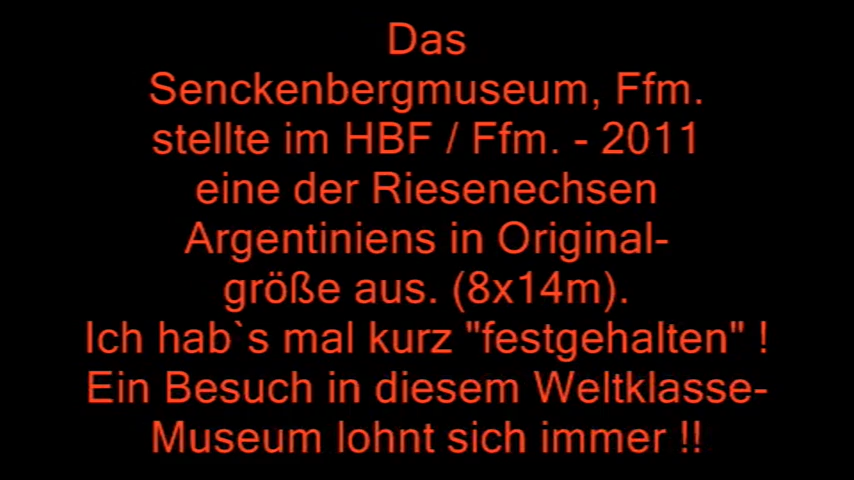 Das
Senckenbergmuseum, Ffm.
stellte im HBF / Ffm. - 2011
eine der Riesenechsen
Argentiniens in Original-
größe aus. (8x14m).
Ich hab`s mal kurz "festgehalten" !
Ein Besuch in diesem Weltklasse-
Museum lohnt sich immer !!